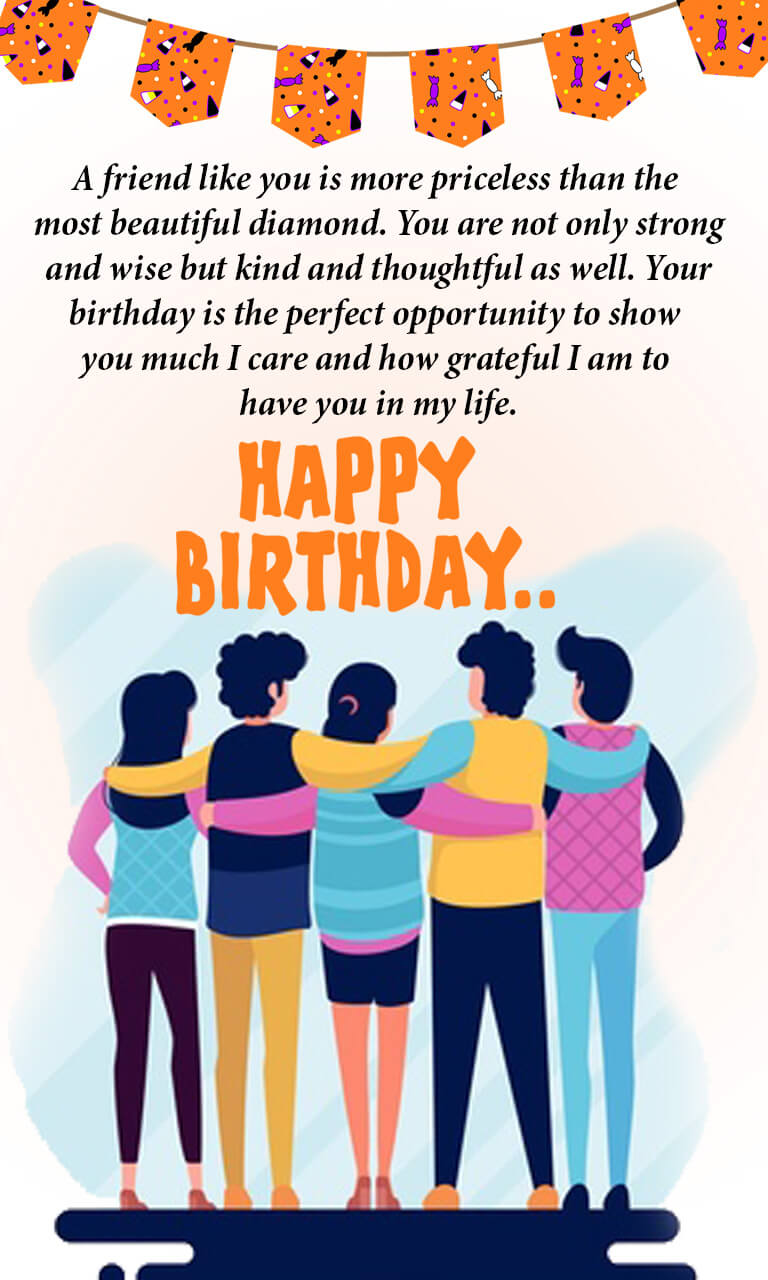 A friend like you is more priceless than the
most beautiful diamond. You are not only strong
and wise but kind and thoughtful as well. Your
birthday is the perfect opportunity to show
you much I care and how grateful I am to
have you in my life.
HAPPY
BIRTHDAY..